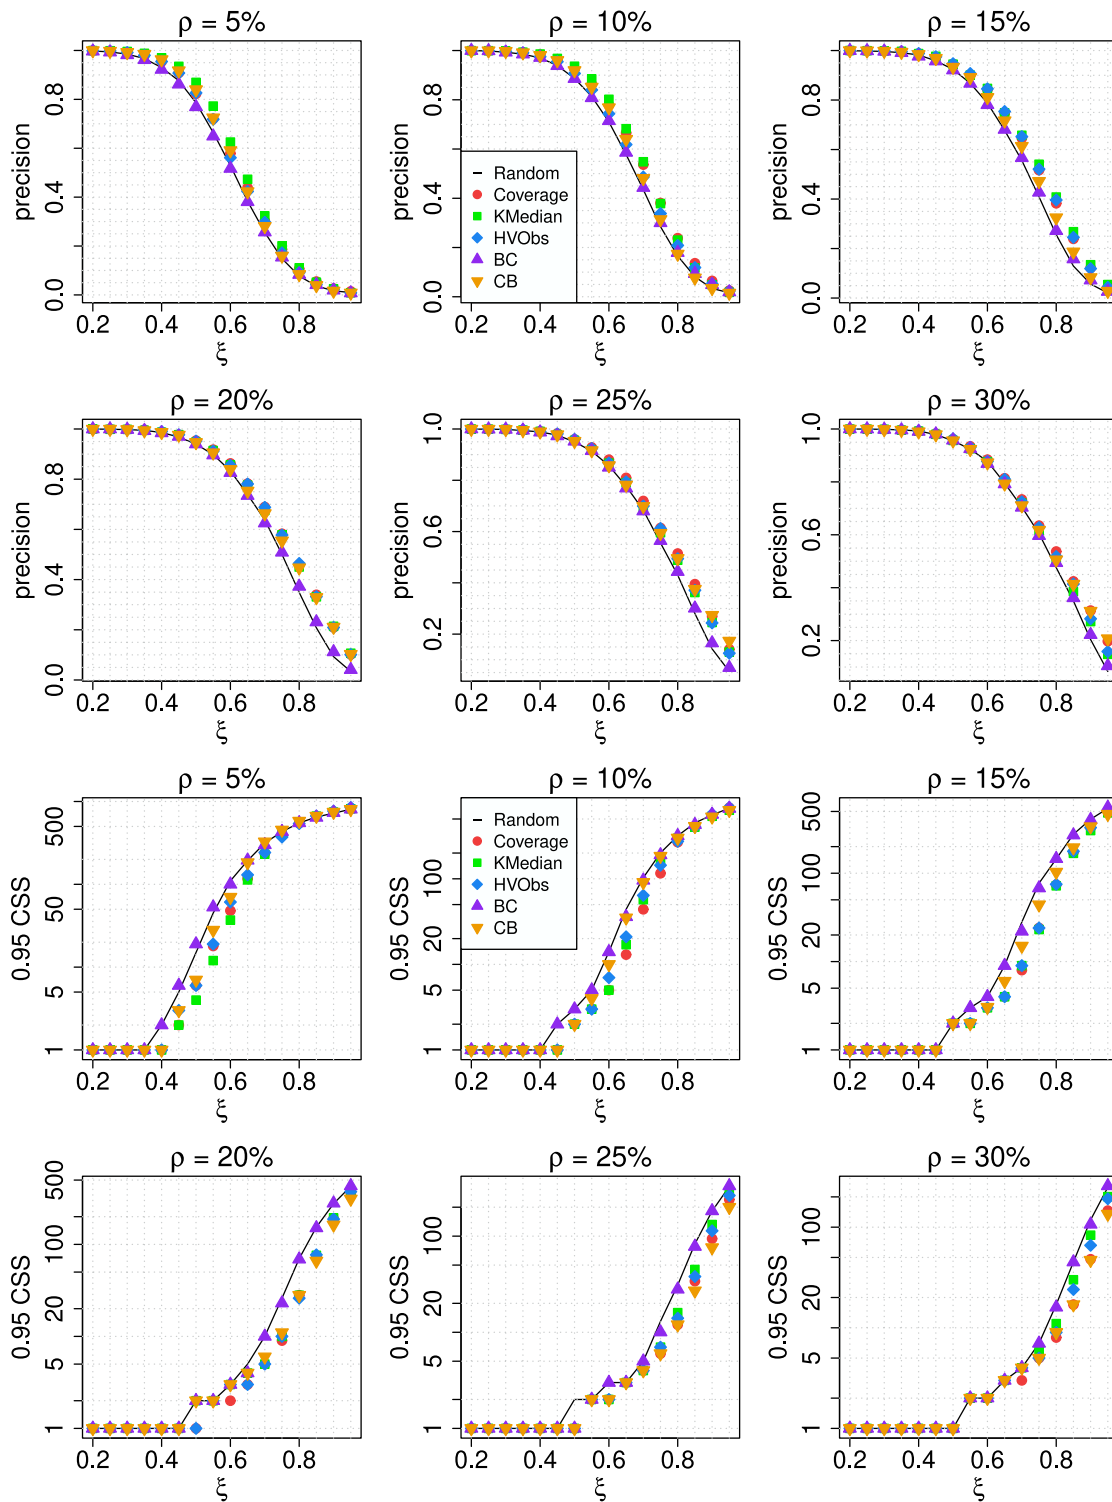 ρ = 5%
ρ = 10%
ρ = 15%
precision
0.0 0.4 0.8
0.2 0.4 0.6 0.8
ξ
precision
0.0 0.4 0.8
Random
Coverage
KMedian
HVObs
BC
CB
0.2 0.4 0.6 0.8
ξ
precision
0.0 0.4 0.8
0.2 0.4 0.6 0.8
ξ
ρ = 20%
ρ = 25%
ρ = 30%
precision
0.0 0.4 0.8
0.2 0.4 0.6 0.8
ξ
precision
0.2 0.6 1.0
0.2 0.4 0.6 0.8
ξ
precision
0.2 0.6 1.0
0.2 0.4 0.6 0.8
ξ
ρ = 5%
ρ = 10%
ρ = 15%
0.95 CSS
1 5 50 500
0.2 0.4 0.6 0.8
ξ
0.95 CSS
1 5 20 100
Random
Coverage
KMedian
HVObs
BC
CB
0.2 0.4 0.6 0.8
ξ
0.95 CSS
1 5 20 100 500
0.2 0.4 0.6 0.8
ξ
ρ = 20%
ρ = 25%
ρ = 30%
0.95 CSS
1 5 20 100 500
0.2 0.4 0.6 0.8
ξ
0.95 CSS
1 5 20 100
0.2 0.4 0.6 0.8
ξ
0.95 CSS
1 5 20 100
0.2 0.4 0.6 0.8
ξ